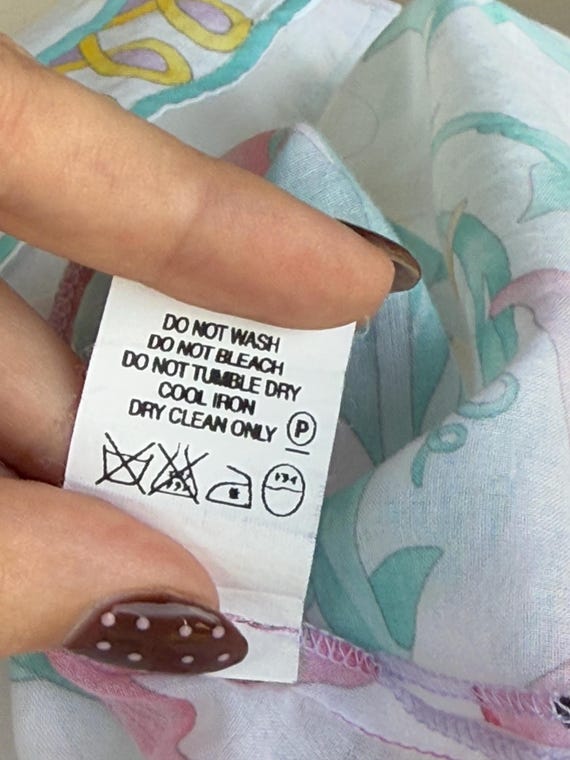 DO NOT WASH
DO NOT BLEACH
DO NOT TUMBLE DRY
COOL IRON
DRY CLEAN ONLY Ⓟ